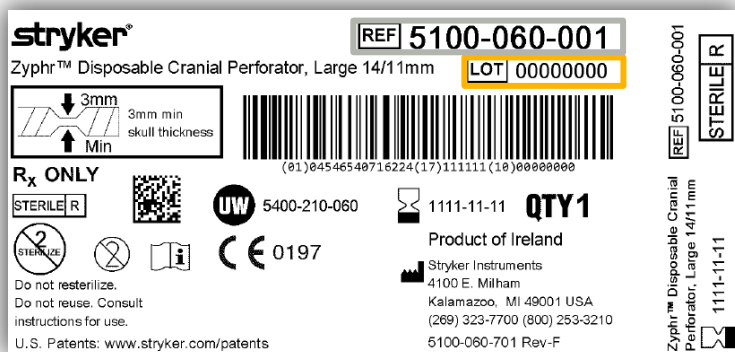 stryker®
REF 5100-060-001
Zyphr™ Disposable Cranial Perforator, Large 14/11mm
LOT 00000000
3mm
Min
3mm min
skull thickness
(01)04546540716224(17)111111(10)00000000
Rx ONLY
STERILE R
UW 5400-210-060
1111-11-11
QTY 1
2
STERILIZE
2
i
CE 0197
Product of Ireland
Stryker Instruments
4100 E. Milham
Kalamazoo, MI 49001 USA
(269) 323-7700 (800) 253-3210
Do not resterilize.
Do not reuse. Consult
instructions for use.
U.S. Patents: www.stryker.com/patents
5100-060-701 Rev-F
REF 5100-060-001
STERILE R
Zyphr™ Disposable Cranial
Perforator, Large 14/11mm
1111-11-11